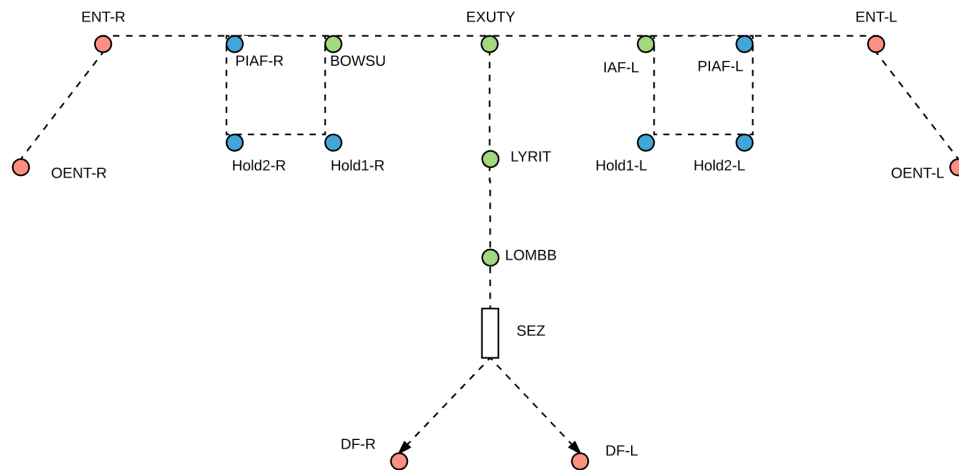 ENT-R
EXUTY
ENT-L
PIAF-R
BOWSU
IAF-L
PIAF-L
OENT-R
Hold2-R
Hold1-R
LYRIT
Hold1-L
Hold2-L
OENT-L
LOMBB
SEZ
DF-R
DF-L